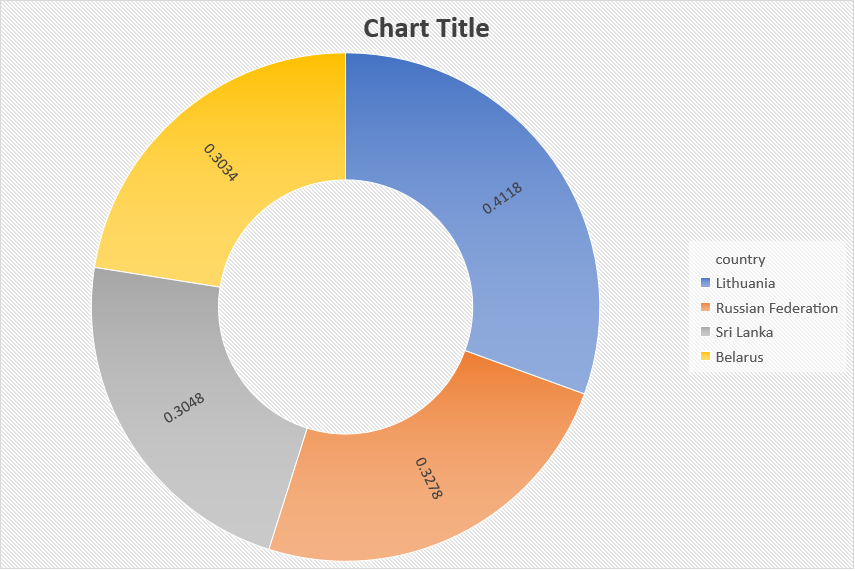 Chart Title
0.4118
0.3278
0.3048
0.3034
country
Lithuania
Russian Federation
Sri Lanka
Belarus